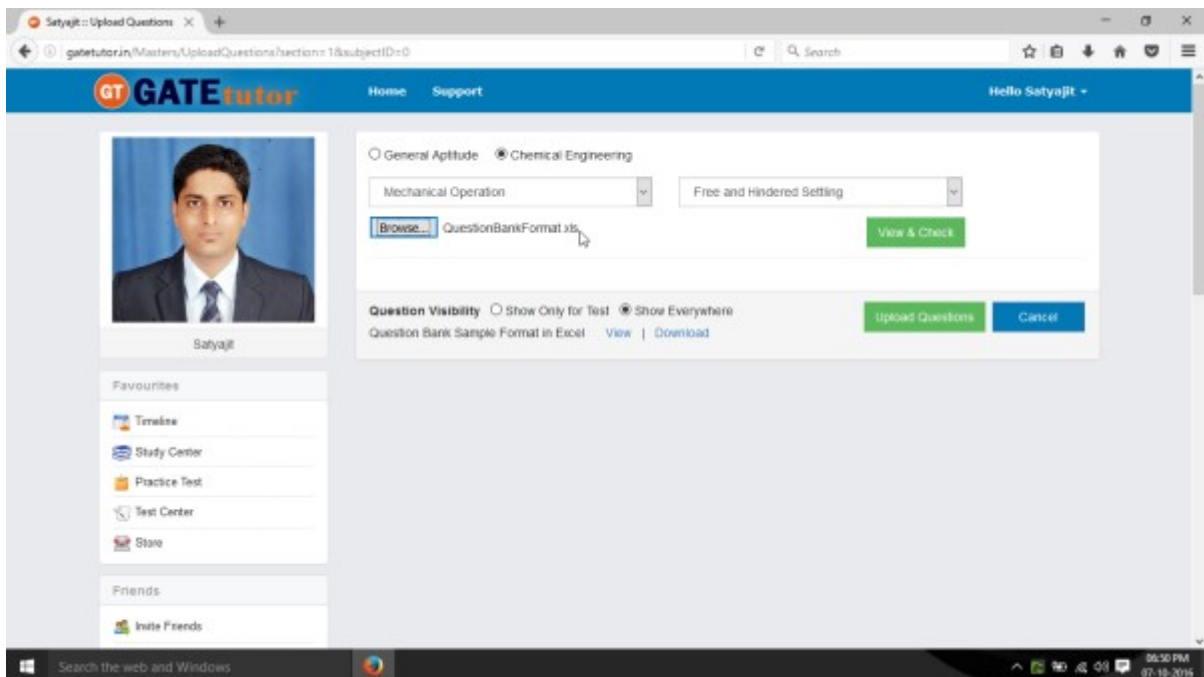 Satyajit :: Upload Questions
gatetutor.in/Masters/UploadQuestions?section=1&subjectID=0
Search
GT GATEtutor
Home Support
Hello Satyajit
General Aptitude Chemical Engineering
Mechanical Operation
Free and Hindered Settling
Browse... QuestionBankFormat.xls
View & Check
Question Visibility Show Only for Test Show Everywhere
Upload Questions Cancel
Question Bank Sample Format in Excel View | Download
Satyajit
Favourites
Timeline
Study Center
Practice Test
Test Center
Store
Friends
Invite Friends
Search the web and Windows
06:50 PM
07-10-2016